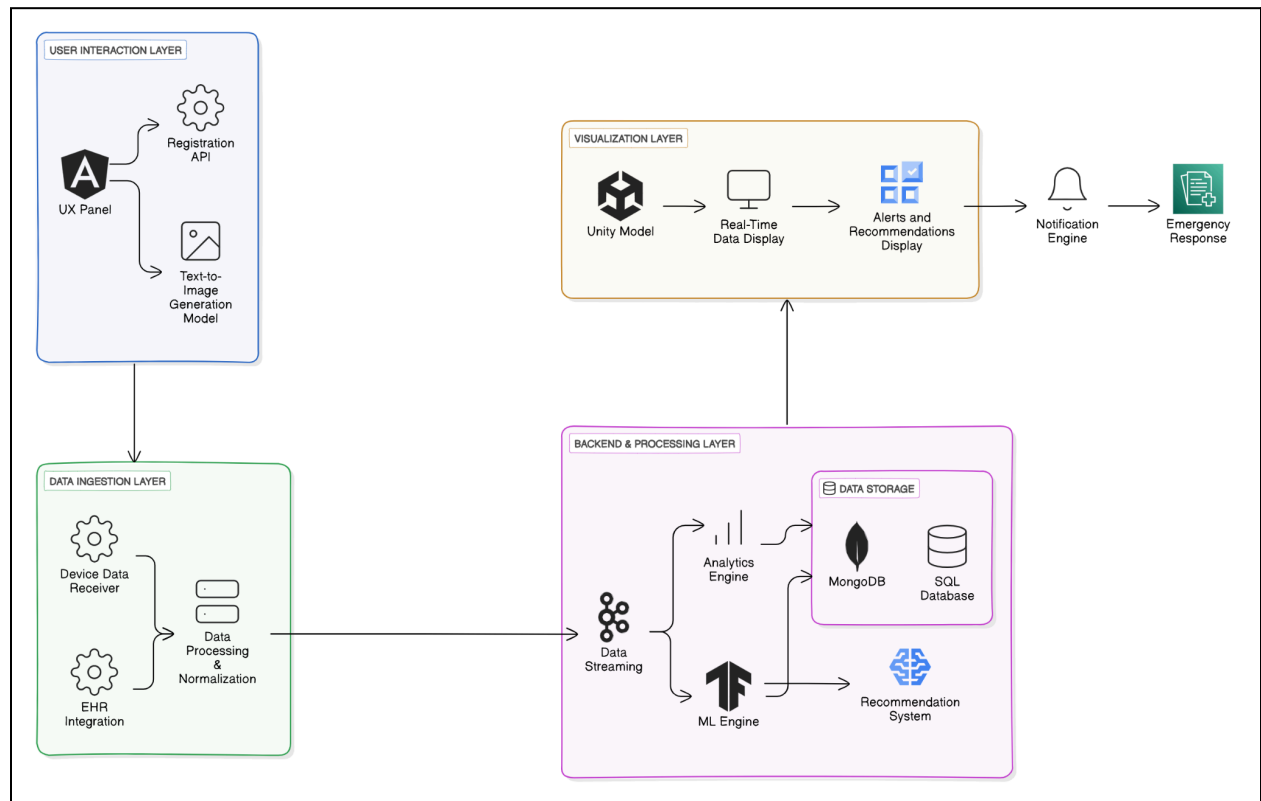 USER INTERACTION LAYER
Registration
API
UX Panel
Text-to-
Image
Generation
Model
VISUALIZATION LAYER
Unity Model
Real-Time
Data Display
Alerts and
Recommendations
Display
Notification
Engine
Emergency
Response
DATA INGESTION LAYER
Device Data
Receiver
Data
Processing
&
Normalization
EHR
Integration
BACKEND & PROCESSING LAYER
DATA STORAGE
Analytics
Engine
MongoDB
SQL
Database
Data
Streaming
ML Engine
Recommendation
System